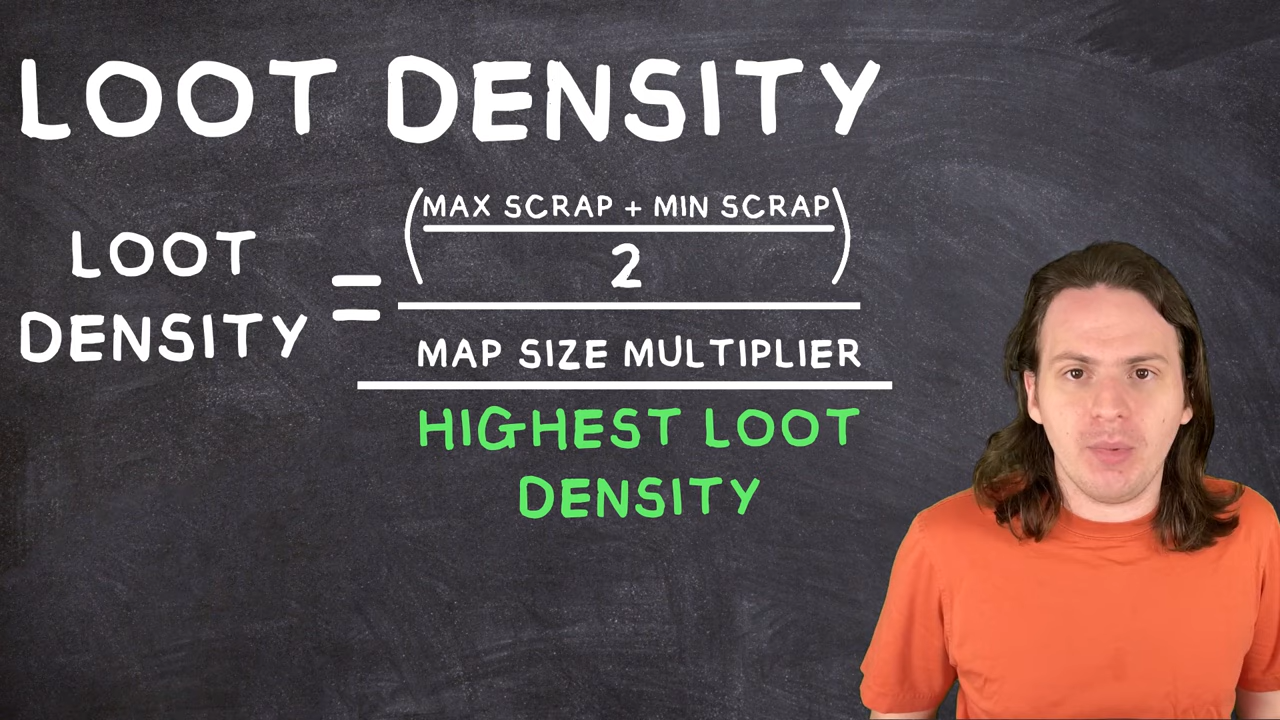 LOOT DENSITY
LOOT
DENSITY
=
(MAX SCRAP + MIN SCRAP)
2
MAP SIZE MULTIPLIER
HIGHEST LOOT
DENSITY